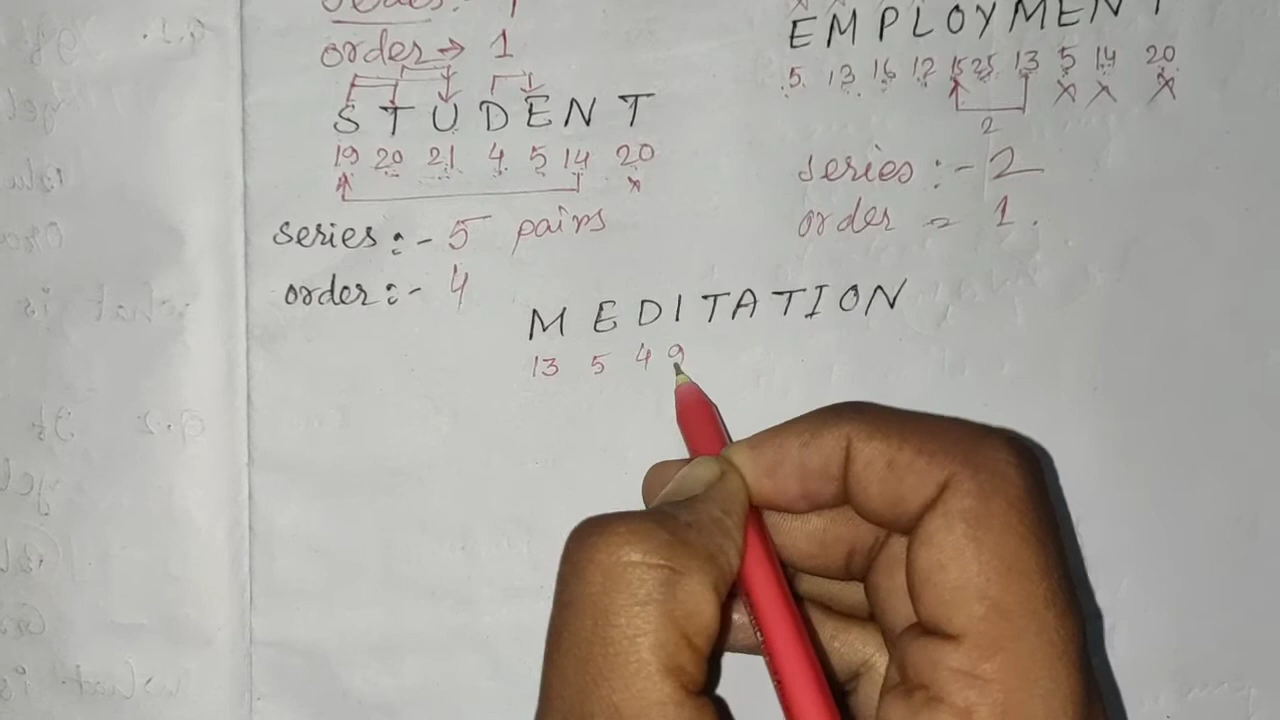 order → 1
STUDENT
19 20 21 4 5 14 20
x
series :- 5 pairs
order :- 4
EMPLOYMENT
5 13 16 12 15 25 13 5 14 20
x x x
2
series :- 2
order = 1.
MEDITATION
13 5 4 9